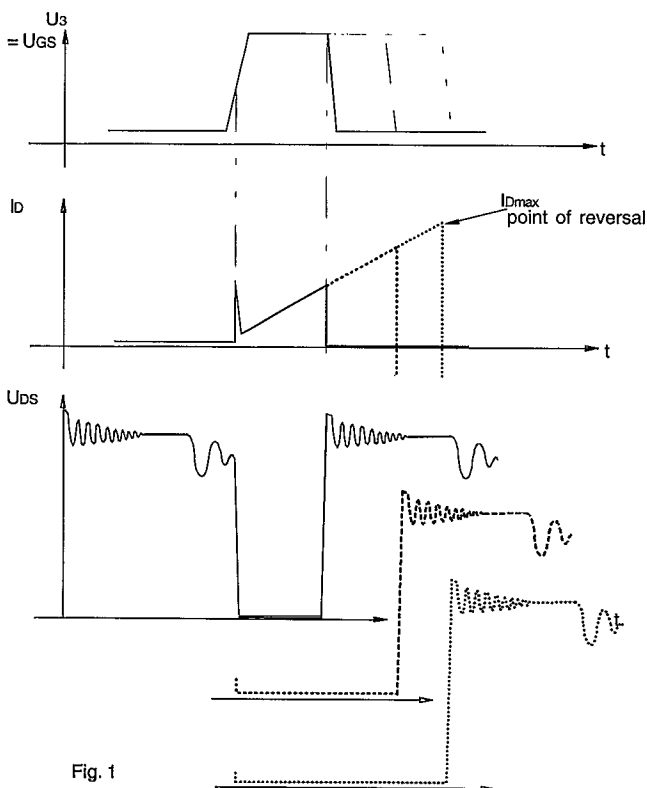 U3
= UGS
t
ID
IDmax
point of reversal
t
UDS
t
Fig. 1